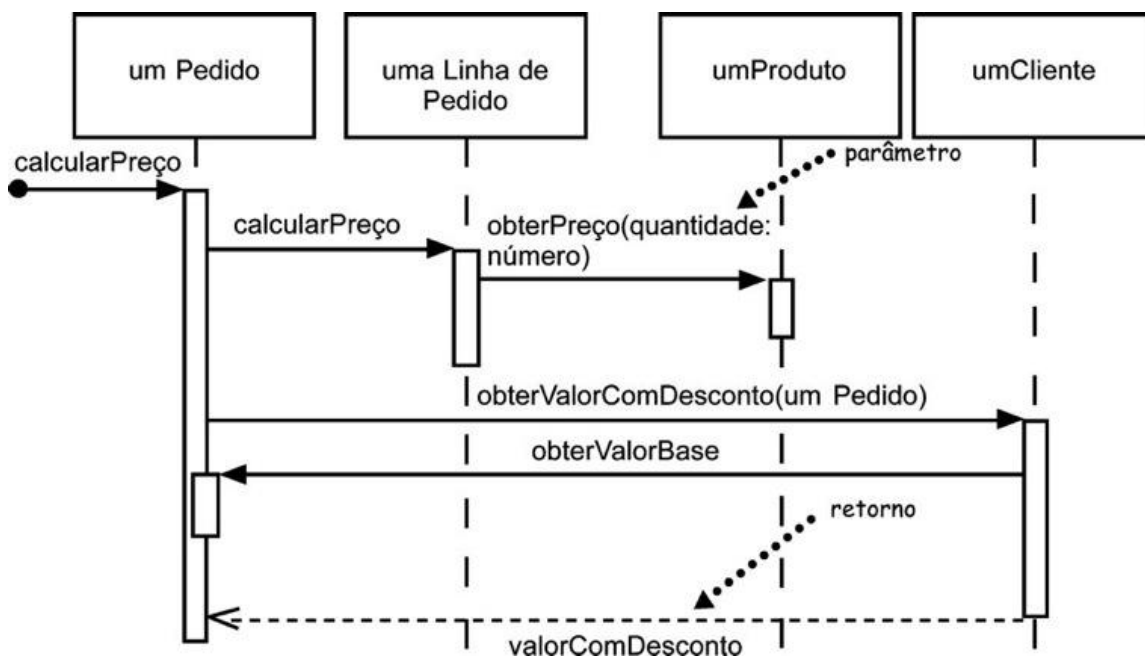 um Pedido
uma Linha de
Pedido
umProduto
umCliente
calcularPreço
parâmetro
calcularPreço
obterPreço(quantidade:
número)
obterValorComDesconto(um Pedido)
obterValorBase
retorno
valorComDesconto